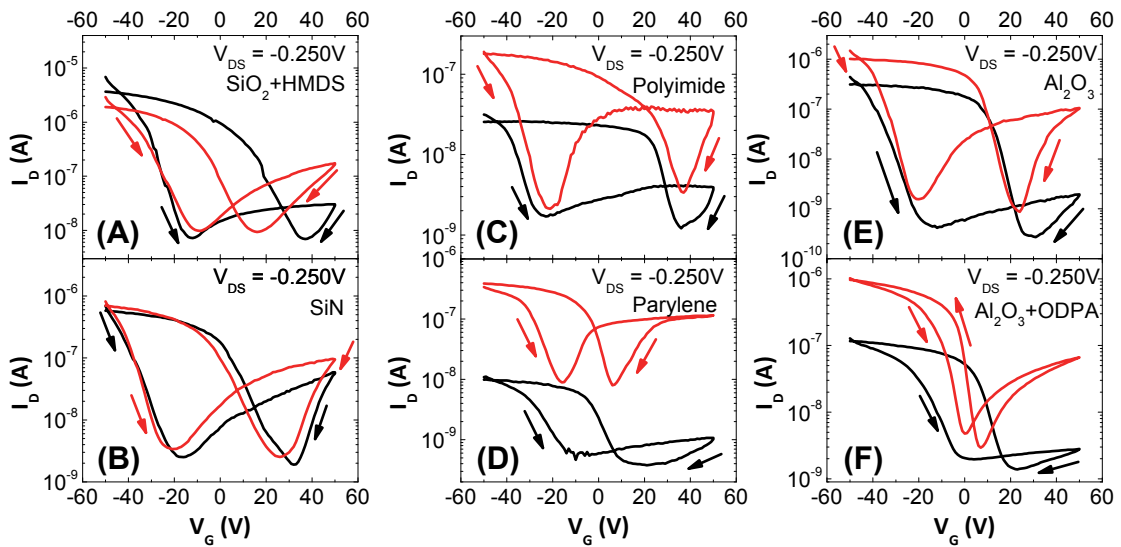 -60 -40 -20 0 20 40 60
-60 -40 -20 0 20 40 60
-60 -40 -20 0 20 40 60
V_DS = -0.250V
SiO₂+HMDS
10⁻⁵
10⁻⁶
10⁻⁷
10⁻⁸
I_D (A)
(A)
V_DS = -0.250V
Polyimide
10⁻⁷
10⁻⁸
10⁻⁹
I_D (A)
(C)
V_DS = -0.250V
Al₂O₃
10⁻⁶
10⁻⁷
10⁻⁸
10⁻⁹
10⁻¹⁰
I_D (A)
(E)
V_DS = -0.250V
SiN
10⁻⁶
10⁻⁷
10⁻⁸
10⁻⁹
I_D (A)
(B)
-60 -40 -20 0 20 40 60
V_G (V)
V_DS = -0.250V
Parylene
10⁻⁶
10⁻⁷
10⁻⁸
10⁻⁹
I_D (A)
(D)
-60 -40 -20 0 20 40 60
V_G (V)
V_DS = -0.250V
Al₂O₃+ODPA
10⁻⁶
10⁻⁷
10⁻⁸
10⁻⁹
I_D (A)
(F)
-60 -40 -20 0 20 40 60
V_G (V)